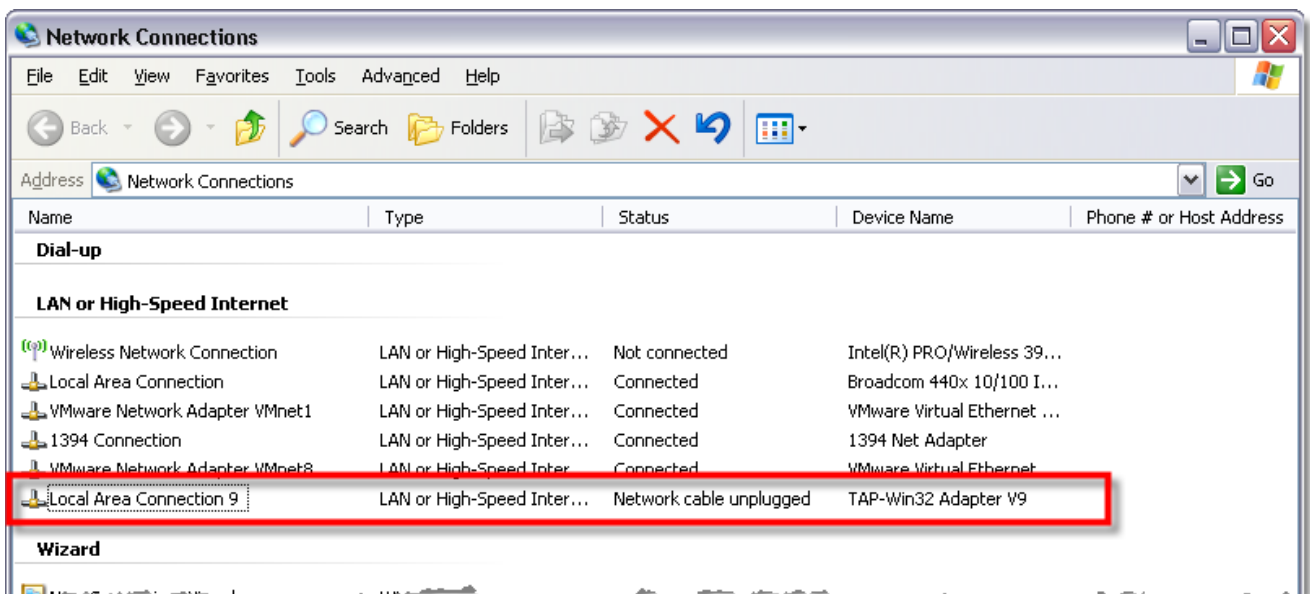 Network Connections
File Edit View Favorites Tools Advanced Help
Back Search Folders
Address Network Connections Go
Name Type Status Device Name Phone # or Host Address
Dial-up
LAN or High-Speed Internet
Wireless Network Connection LAN or High-Speed Inter... Not connected Intel(R) PRO/Wireless 39...
Local Area Connection LAN or High-Speed Inter... Connected Broadcom 440x 10/100 I...
VMware Network Adapter VMnet1 LAN or High-Speed Inter... Connected VMware Virtual Ethernet ...
1394 Connection LAN or High-Speed Inter... Connected 1394 Net Adapter
VMware Network Adapter VMnet8 LAN or High-Speed Inter Connected VMware Virtual Ethernet
Local Area Connection 9 LAN or High-Speed Inter... Network cable unplugged TAP-Win32 Adapter V9
Wizard